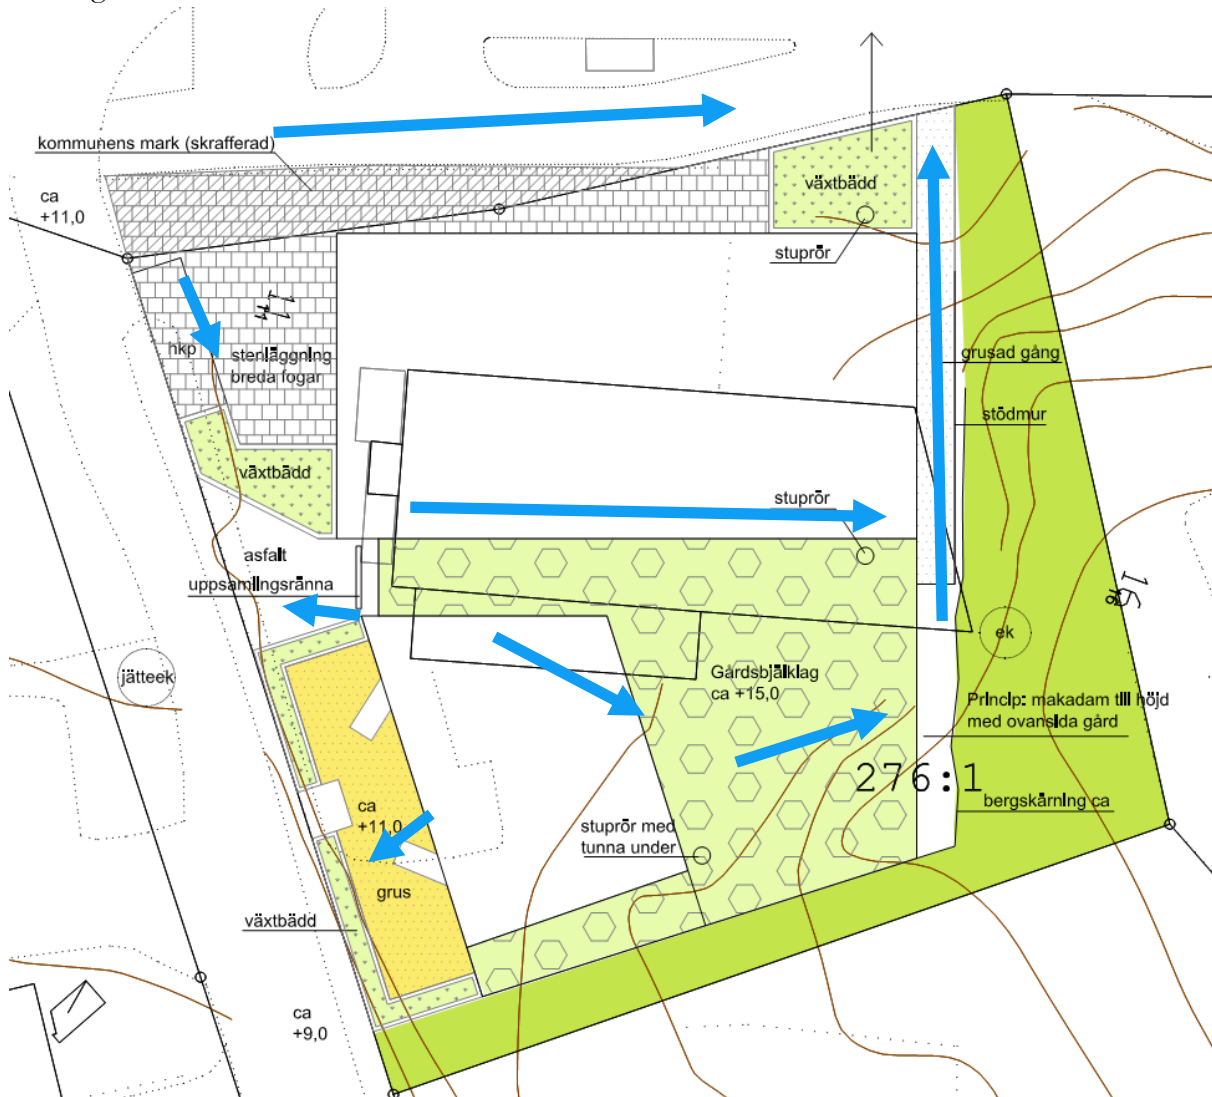 kommunens mark (skrafferad)
ca
+11,0
växtbädd
stuprör
hkp
stenläggning
breda fogar
grusad gång
stödmur
växtbädd
stuprör
asfalt
uppsamlingsränna
16
ek
jätteek
Gårdsbjälklag
ca +15,0
Princip: makadam till höjd
med ovansida gård
276:1
bergskärning ca
ca
+11,0
stuprör med
tunna under
grus
växtbädd
ca
+9,0